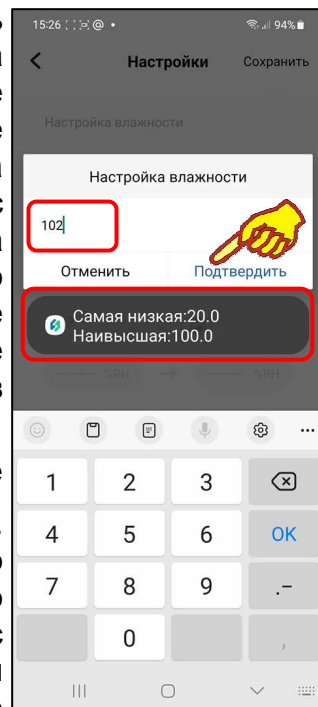 15:26 @ • 94%
Настройки Сохранить
Настройка влажности
Настройка влажности
102
Отменить Подтвердить
Самая низкая:20.0
Наивысшая:100.0
%RH → %RH
1 2 3
4 5 6 OK
7 8 9 .–
0 ,